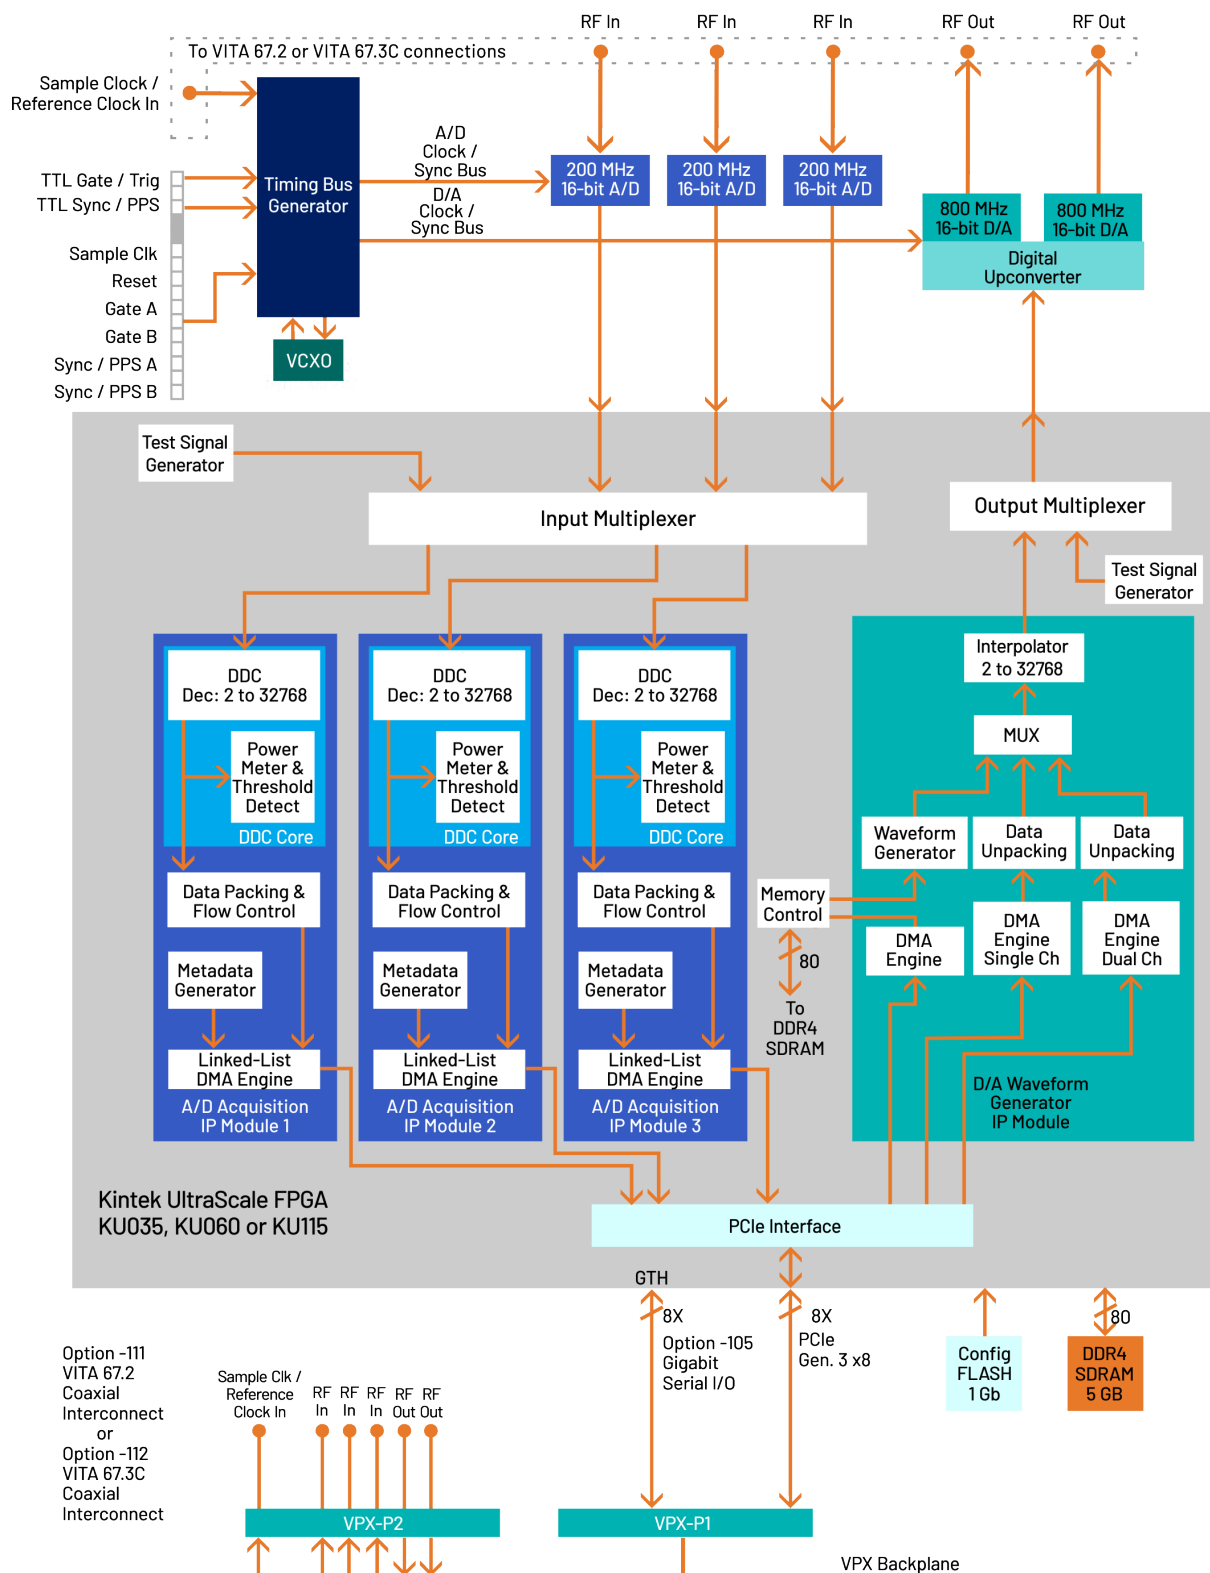 RF In
RF In
RF In
RF Out
RF Out
To VITA 67.2 or VITA 67.3C connections
Sample Clock /
Reference Clock In
TTL Gate / Trig
TTL Sync / PPS
Sample Clk
Reset
Gate A
Gate B
Sync / PPS A
Sync / PPS B
Timing Bus
Generator
VCXO
A/D
Clock /
Sync Bus
D/A
Clock /
Sync Bus
200 MHz
16-bit A/D
200 MHz
16-bit A/D
200 MHz
16-bit A/D
800 MHz
16-bit D/A
800 MHz
16-bit D/A
Digital
Upconverter
Test Signal
Generator
Input Multiplexer
Output Multiplexer
Test Signal
Generator
DDC
Dec: 2 to 32768
Power
Meter &
Threshold
Detect
DDC Core
Data Packing &
Flow Control
Metadata
Generator
Linked-List
DMA Engine
A/D Acquisition
IP Module 1
DDC
Dec: 2 to 32768
Power
Meter &
Threshold
Detect
DDC Core
Data Packing &
Flow Control
Metadata
Generator
Linked-List
DMA Engine
A/D Acquisition
IP Module 2
DDC
Dec: 2 to 32768
Power
Meter &
Threshold
Detect
DDC Core
Data Packing &
Flow Control
Metadata
Generator
Linked-List
DMA Engine
A/D Acquisition
IP Module 3
Memory
Control
80
To
DDR4
SDRAM
Interpolator
2 to 32768
MUX
Waveform
Generator
Data
Unpacking
Data
Unpacking
DMA
Engine
DMA
Engine
Single Ch
DMA
Engine
Dual Ch
D/A Waveform
Generator
IP Module
Kintek UltraScale FPGA
KU035, KU060 or KU115
PCIe Interface
GTH
8X
Option -105
Gigabit
Serial I/O
8X
PCIe
Gen. 3 x8
Config
FLASH
1 Gb
80
DDR4
SDRAM
5 GB
Option -111
VITA 67.2
Coaxial
Interconnect
or
Option -112
VITA 67.3C
Coaxial
Interconnect
Sample Clk /
Reference
Clock In
RF
In
RF
In
RF
In
RF
Out
RF
Out
VPX-P2
VPX-P1
VPX Backplane